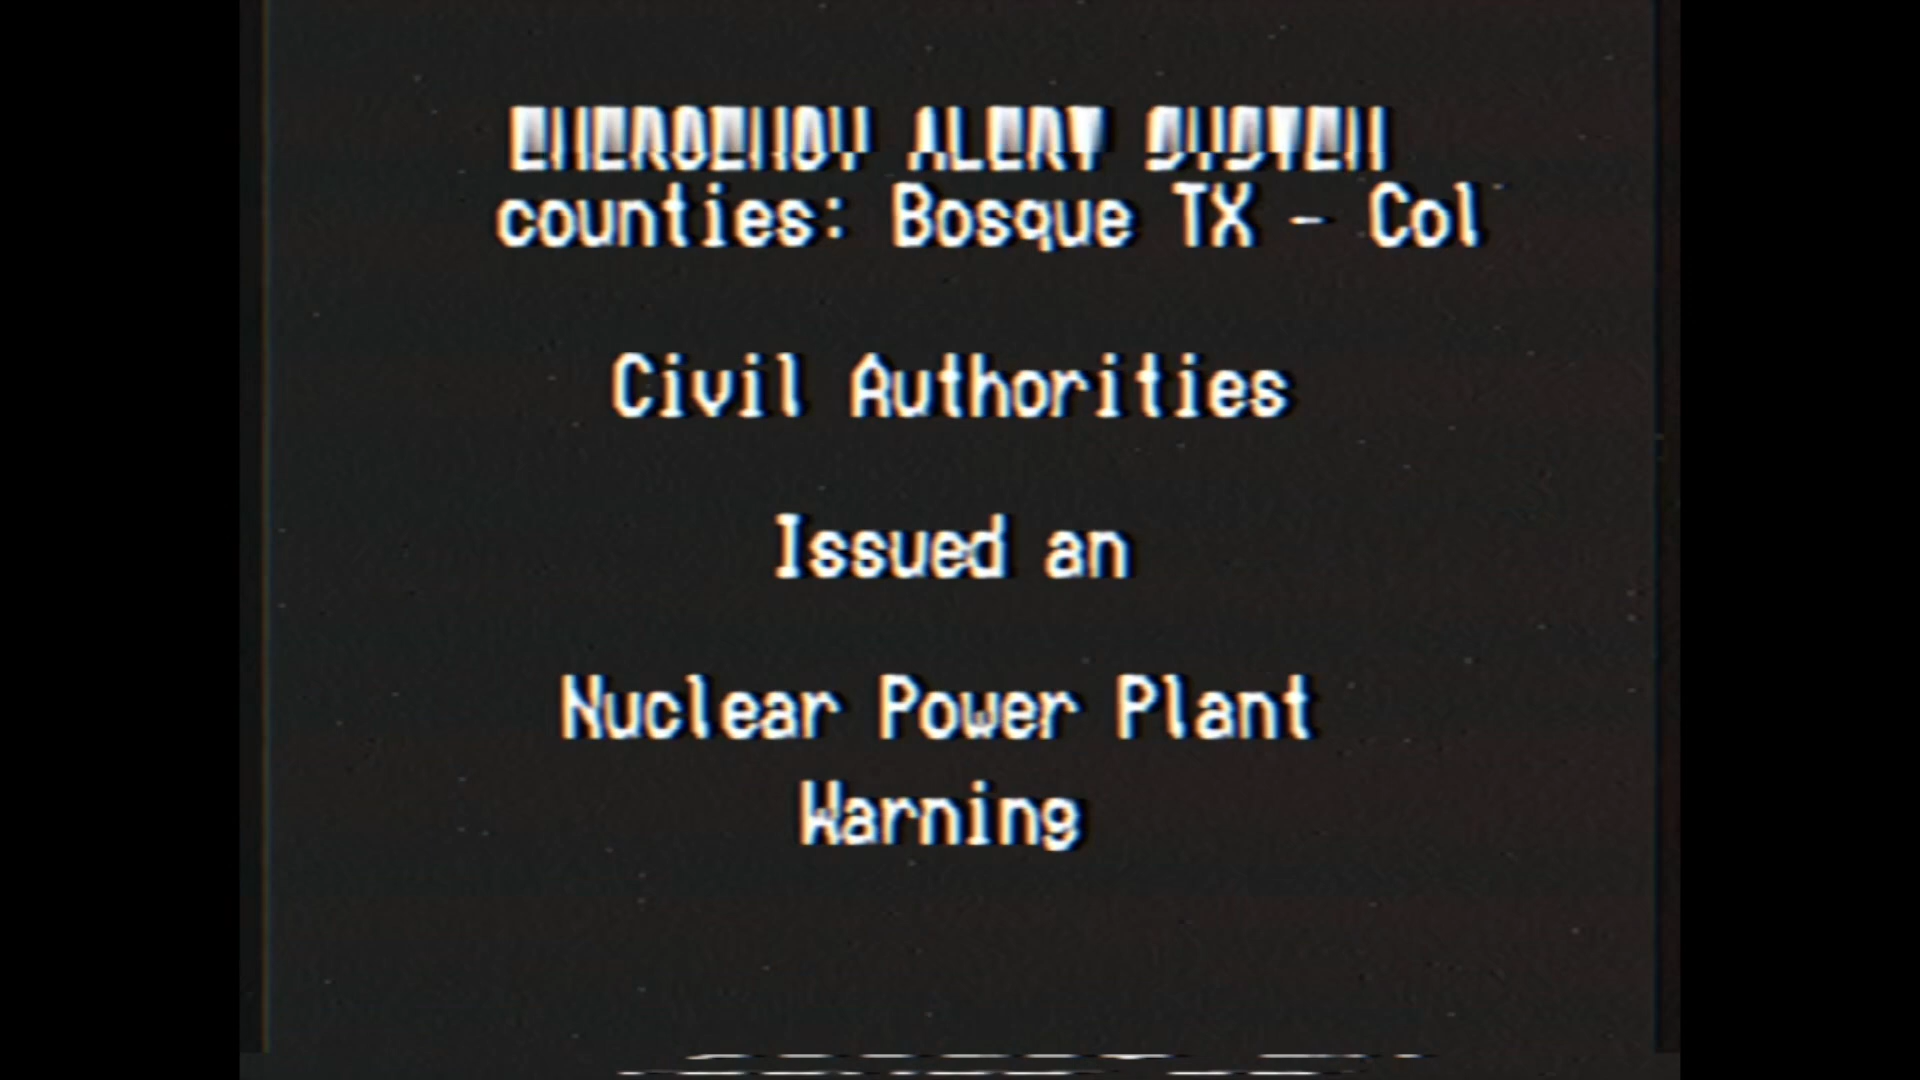 EMERGENCY ALERT SYSTEM
counties: Bosque TX - Col
Civil Authorities
Issued an
Nuclear Power Plant
Warning